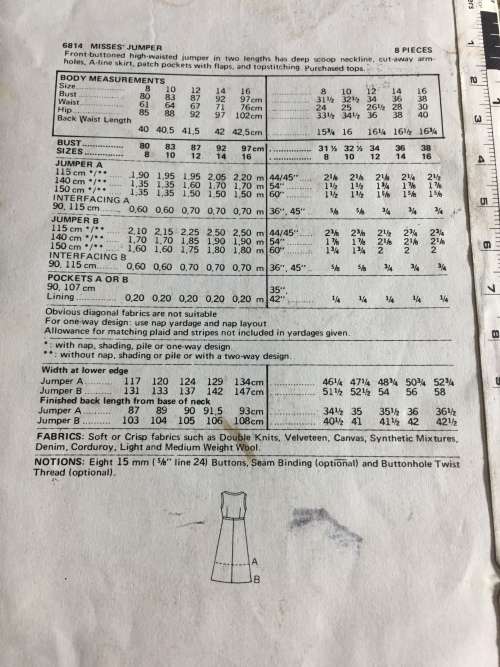 6814 MISSES' JUMPER 8 PIECES
Front-buttoned high-waisted jumper in two lengths has deep scoop neckline, cut-away arm-
holes, A-line skirt, patch pockets with flaps, and topstitching. Purchased tops.
BODY MEASUREMENTS
Size 8 10 12 14 16 8 10 12 14 16
Bust 80 83 87 92 97cm 31½ 32½ 34 36 38
Waist 61 64 67 71 76cm 24 25 26½ 28 30
Hip 85 88 92 97 102cm 33½ 34½ 36 38 40
Back Waist Length
40 40,5 41,5 42 42,5cm 15¾ 16 16¼ 16½ 16¾
BUST 80 83 87 92 97cm 31½ 32½ 34 36 38
SIZES 8 10 12 14 16 8 10 12 14 16
JUMPER A
115 cm */** 1,90 1,95 1,95 2,05 2,20 m 44/45" 2⅛ 2⅛ 2⅛ 2¼ 2½
140 cm */** 1,35 1,35 1,60 1,70 1,70 m 54" 1½ 1½ 1¾ 1⅞ 1⅞
150 cm */** 1,35 1,35 1,50 1,50 1,50 m 60" 1½ 1½ 1⅝ 1⅝ 1⅝
INTERFACING A
90, 115 cm 0,60 0,60 0,70 0,70 0,70 m 36", 45" ⅝ ⅝ ¾ ¾ ¾
JUMPER B
115 cm */** 2,10 2,15 2,25 2,50 2,50 m 44/45" 2⅜ 2⅜ 2½ 2¾ 2¾
140 cm */** 1,70 1,70 1,85 1,90 1,90 m 54" 1⅞ 1⅞ 2⅛ 2⅛ 2⅛
150 cm */** 1,60 1,60 1,75 1,80 1,80 m 60" 1¾ 1¾ 2 2 2
INTERFACING B
90, 115 cm 0,60 0,60 0,70 0,70 0,70 m 36", 45" ⅝ ⅝ ¾ ¾ ¾
POCKETS A OR B
90, 107 cm 35",
Lining 0,20 0,20 0,20 0,20 0,20 m 42" ¼ ¼ ¼ ¼ ¼
Obvious diagonal fabrics are not suitable
For one-way design: use nap yardage and nap layout
Allowance for matching plaid and stripes not included in yardages given.
* : with nap, shading, pile or one-way design.
** : without nap, shading or pile or with a two-way design.
Width at lower edge
Jumper A 117 120 124 129 134cm 46¼ 47¼ 48¾ 50¾ 52¾
Jumper B 131 133 137 142 147cm 51½ 52½ 54 56 58
Finished back length from base of neck
Jumper A 87 89 90 91,5 93cm 34½ 35 35½ 36 36½
Jumper B 103 104 105 106 108cm 40½ 41 41½ 42 42½
FABRICS: Soft or Crisp fabrics such as Double Knits, Velveteen, Canvas, Synthetic Mixtures,
Denim, Corduroy, Light and Medium Weight Wool.
NOTIONS: Eight 15 mm (⅝" line 24) Buttons, Seam Binding (optional) and Buttonhole Twist
Thread (optional).
A
B
1
2
3
4
5
6
7
8